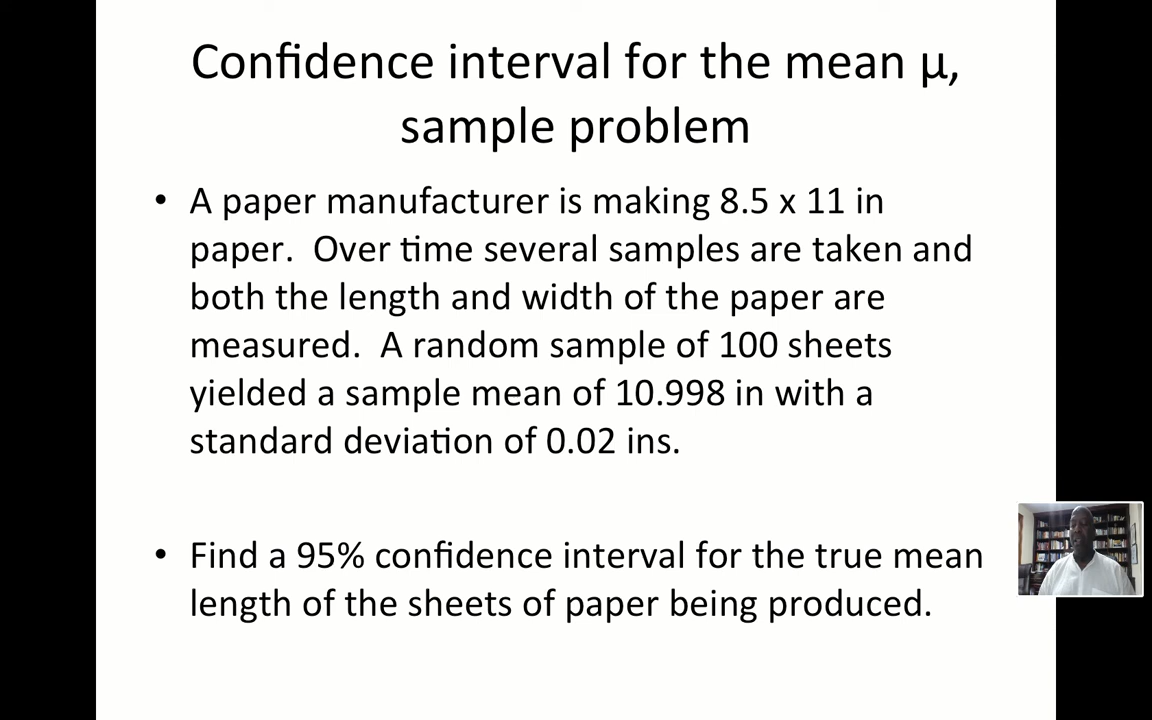 Confidence interval for the mean μ,
sample problem
• A paper manufacturer is making 8.5 x 11 in
paper.  Over time several samples are taken and
both the length and width of the paper are
measured.  A random sample of 100 sheets
yielded a sample mean of 10.998 in with a
standard deviation of 0.02 ins.
• Find a 95% confidence interval for the true mean
length of the sheets of paper being produced.